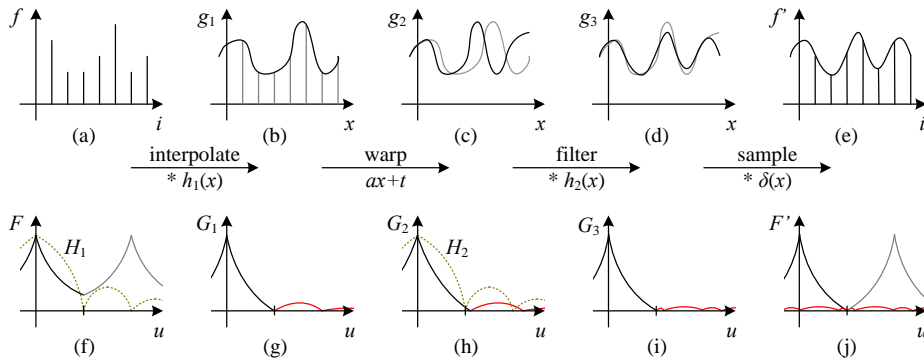 f g₁ g₂ g₃ f'
i x x x i
(a) (b) (c) (d) (e)
interpolate warp filter sample
* h₁(x) ax+t * h₂(x) * δ(x)
F H₁ G₁ G₂ H₂ G₃ F'
u u u u u
(f) (g) (h) (i) (j)